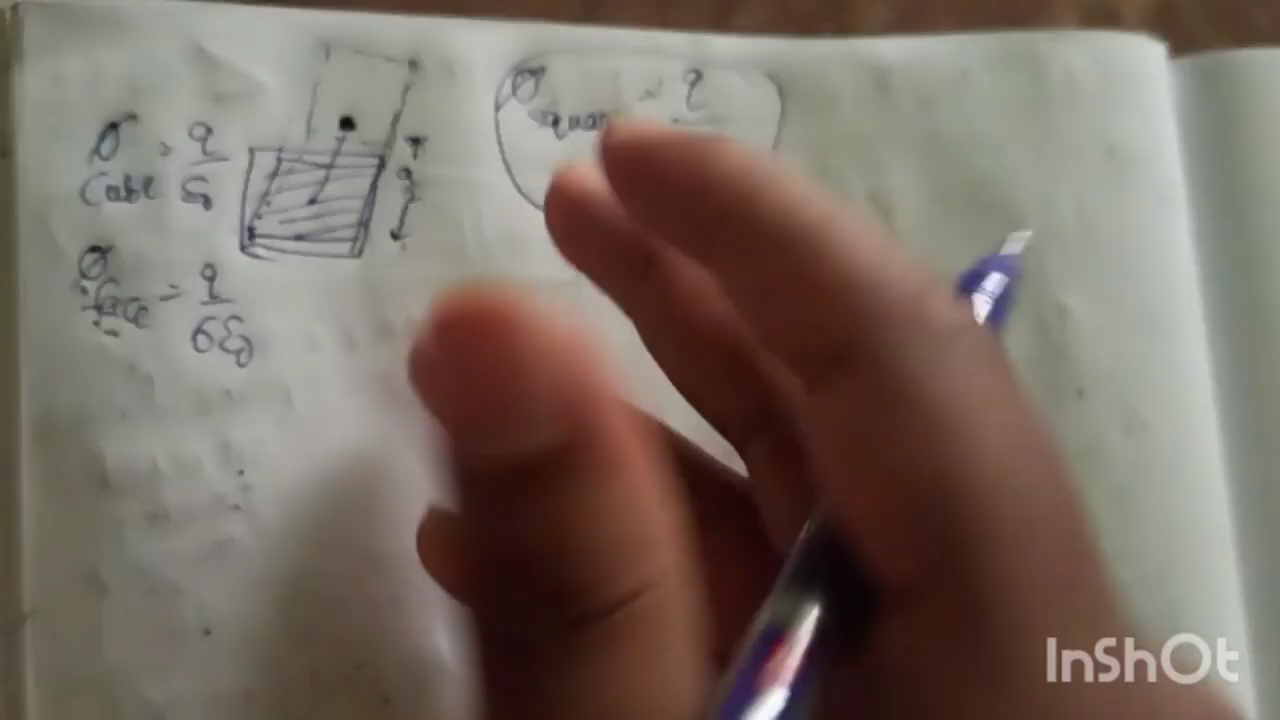 Ø cube = q/ε₀
Ø face = q/6ε₀
a
Ø = q
InShOt